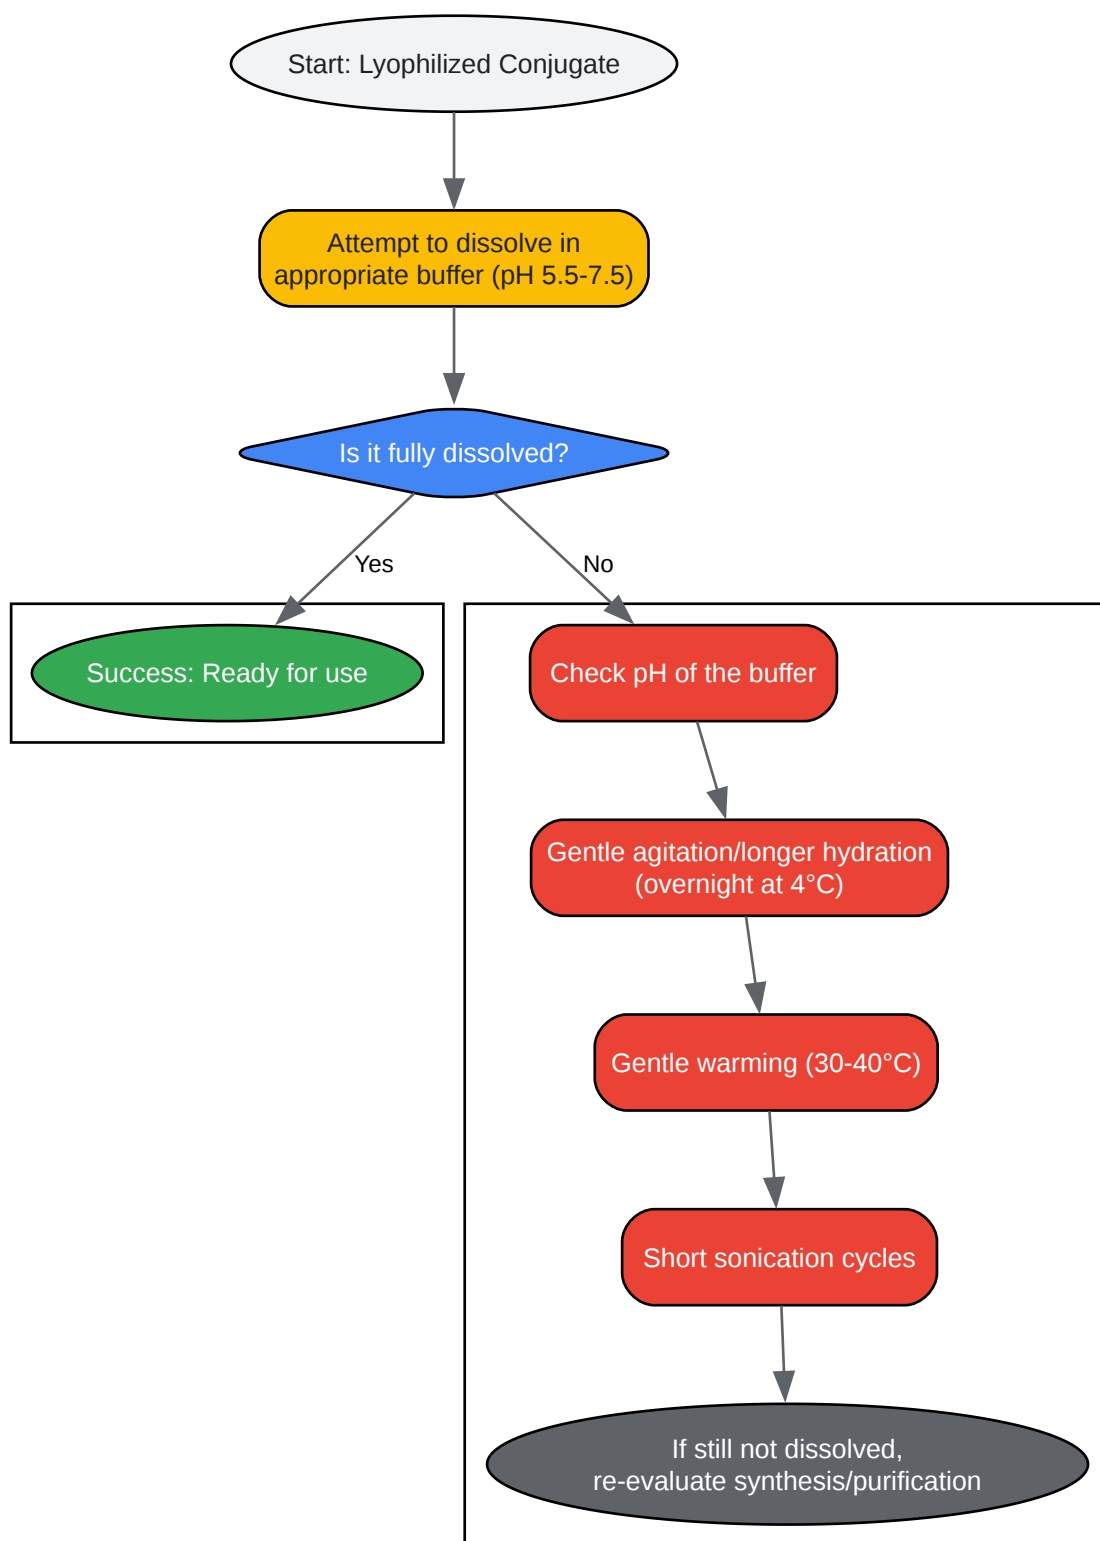 Start: Lyophilized Conjugate
Attempt to dissolve in
appropriate buffer (pH 5.5-7.5)
Is it fully dissolved?
Yes
No
Success: Ready for use
Check pH of the buffer
Gentle agitation/longer hydration
(overnight at 4°C)
Gentle warming (30-40°C)
Short sonication cycles
If still not dissolved,
re-evaluate synthesis/purification